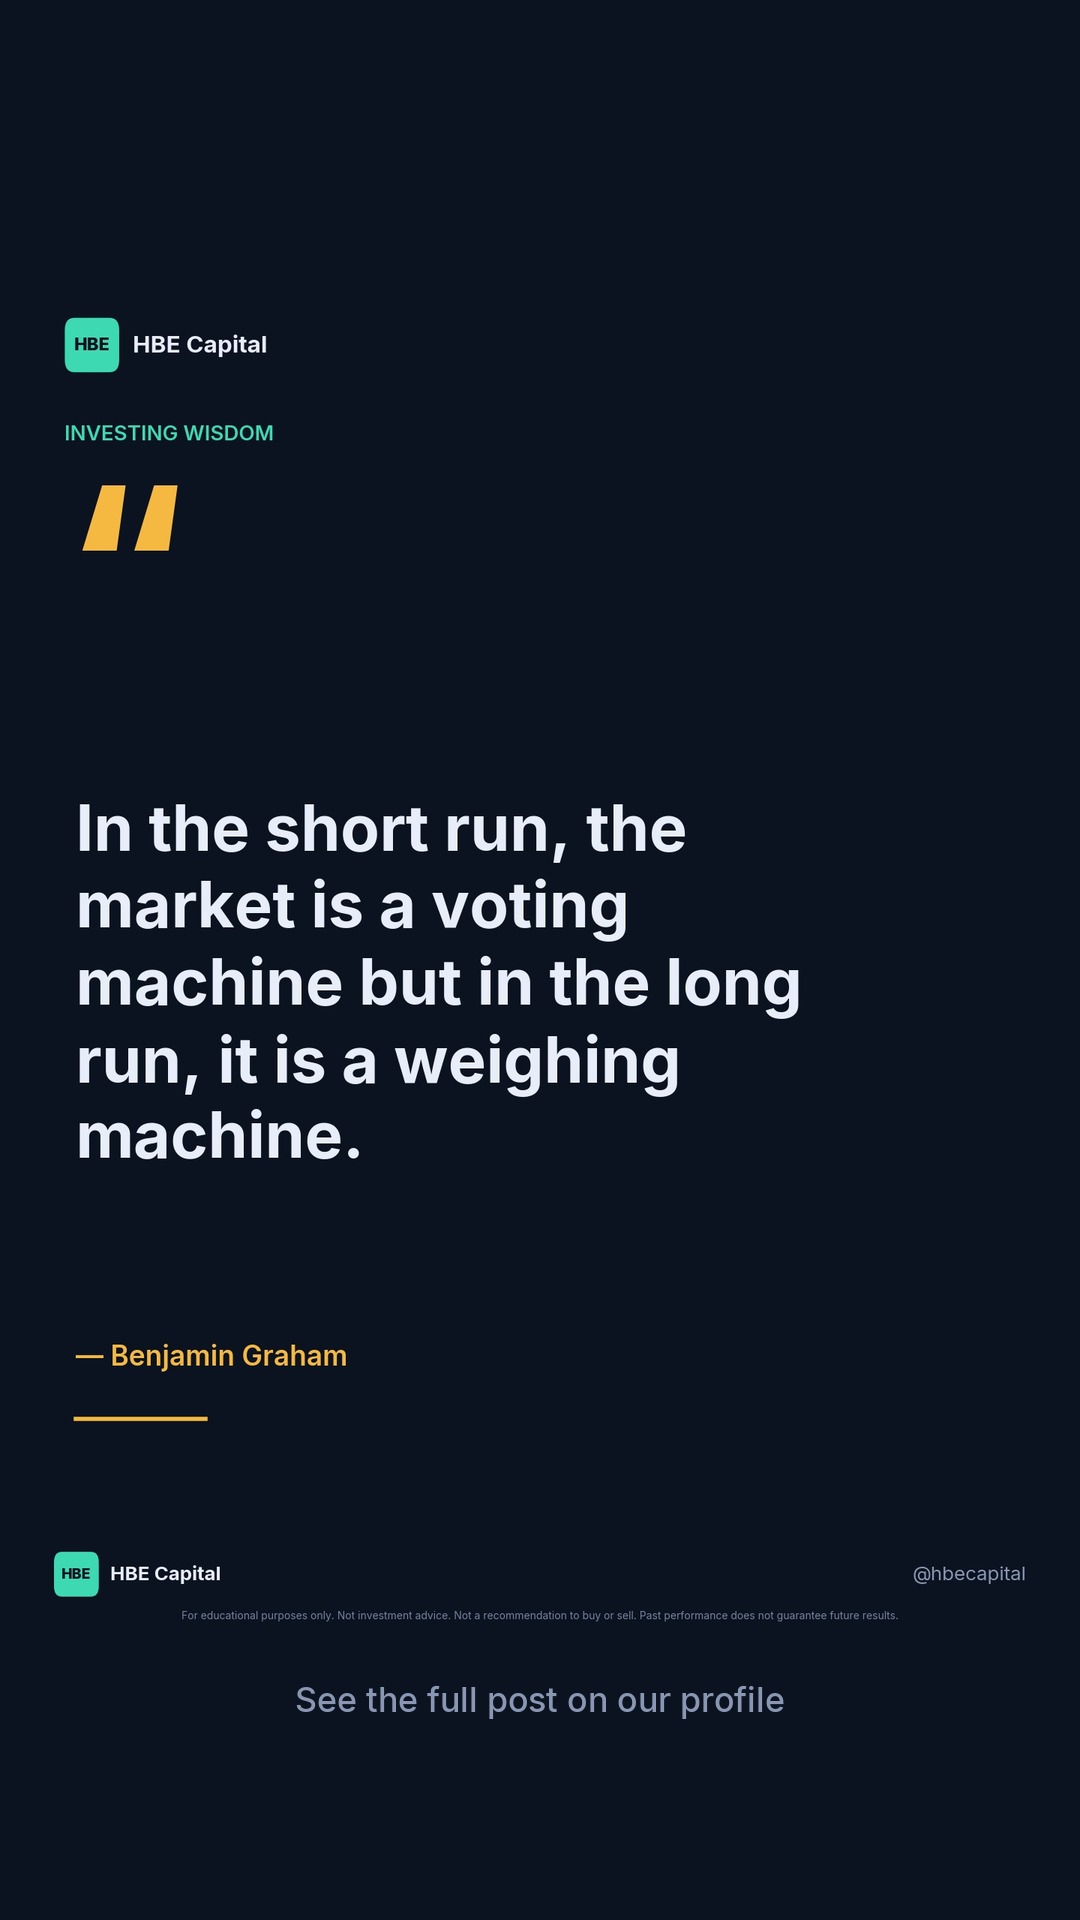 HBE
HBE Capital
INVESTING WISDOM
"
In the short run, the
market is a voting
machine but in the long
run, it is a weighing
machine.
— Benjamin Graham
HBE
HBE Capital
@hbecapital
For educational purposes only. Not investment advice. Not a recommendation to buy or sell. Past performance does not guarantee future results.
See the full post on our profile